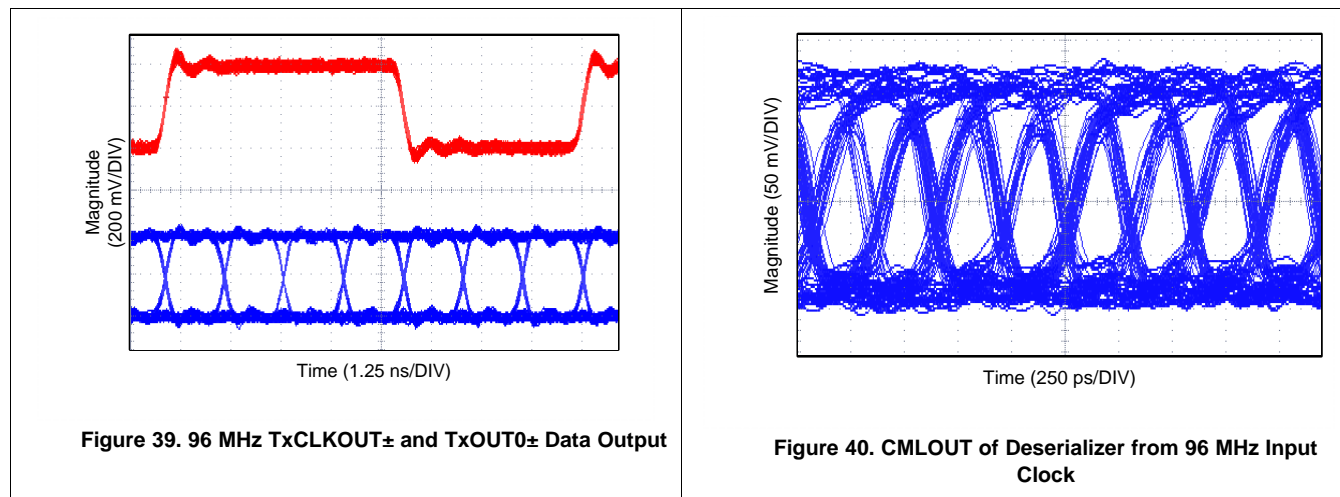 Magnitude
(200 mV/DIV)
Time (1.25 ns/DIV)
Figure 39. 96 MHz TxCLKOUT± and TxOUT0± Data Output
Magnitude (50 mV/DIV)
Time (250 ps/DIV)
Figure 40. CMLOUT of Deserializer from 96 MHz Input
Clock